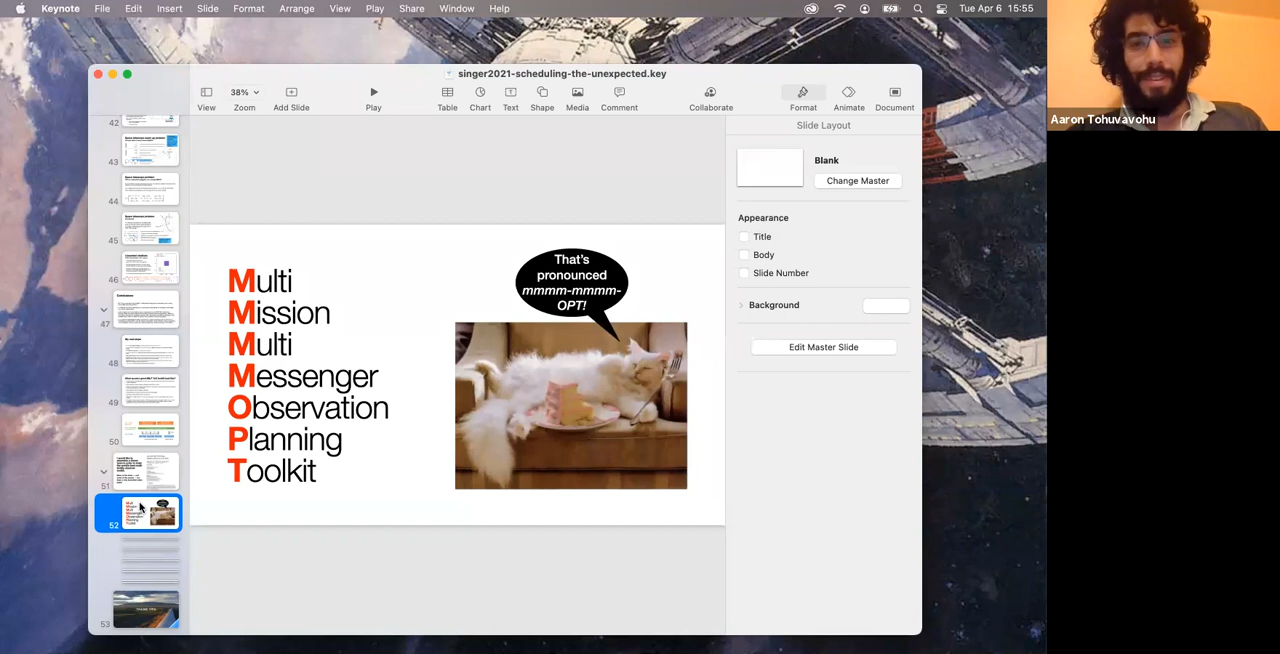 Keynote File Edit Insert Slide Format Arrange View Play Share Window Help Tue Apr 6 15:55
singer2021-scheduling-the-unexpected.key
38%
View Zoom Add Slide Play Table Chart Text Shape Media Comment Collaborate Format Animate Document
Slide Layout
Blank
Change Master
Appearance
Title
Body
Slide Number
Background
Edit Master Slide
42
43
44
45
46
47
48
49
50
51
52
53
Conclusions
THANK YOU
Multi
Mission
Multi
Messenger
Observation
Planning
Toolkit
That's
pronounced
mmmm-mmmm-
OPT!
Aaron Tohuvavohu